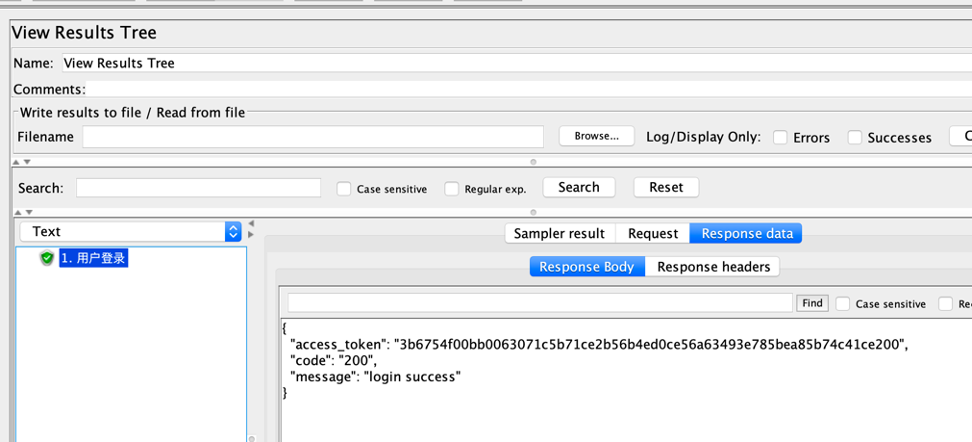 View Results Tree
Name: View Results Tree
Comments:
Write results to file / Read from file
Filename Browse... Log/Display Only: Errors Successes
Search: Case sensitive Regular exp. Search Reset
Text
Sampler result Request Response data
1. 用户登录
Response Body Response headers
Find Case sensitive
{
"access_token": "3b6754f00bb0063071c5b71ce2b56b4ed0ce56a63493e785bea85b74c41ce200",
"code": "200",
"message": "login success"
}